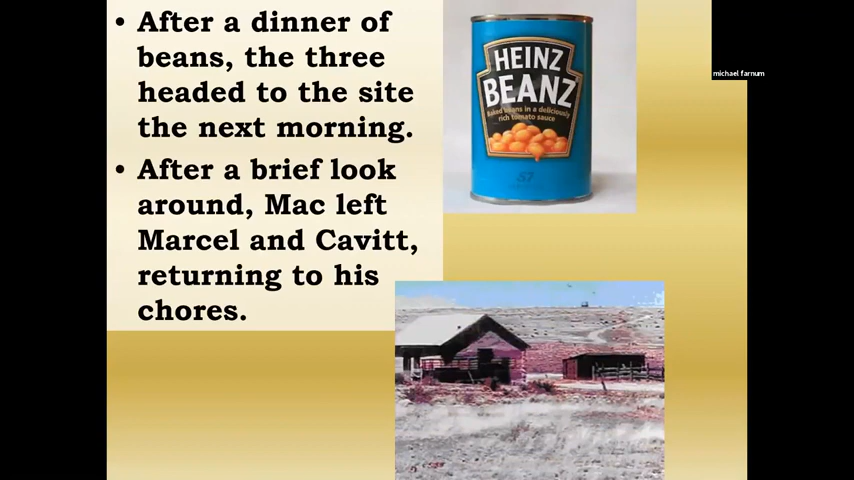 • After a dinner of
beans, the three
headed to the site
the next morning.
• After a brief look
around, Mac left
Marcel and Cavitt,
returning to his
chores.
HEINZ
BEANZ
Baked beans in a deliciously
rich tomato sauce
57
michael farnum